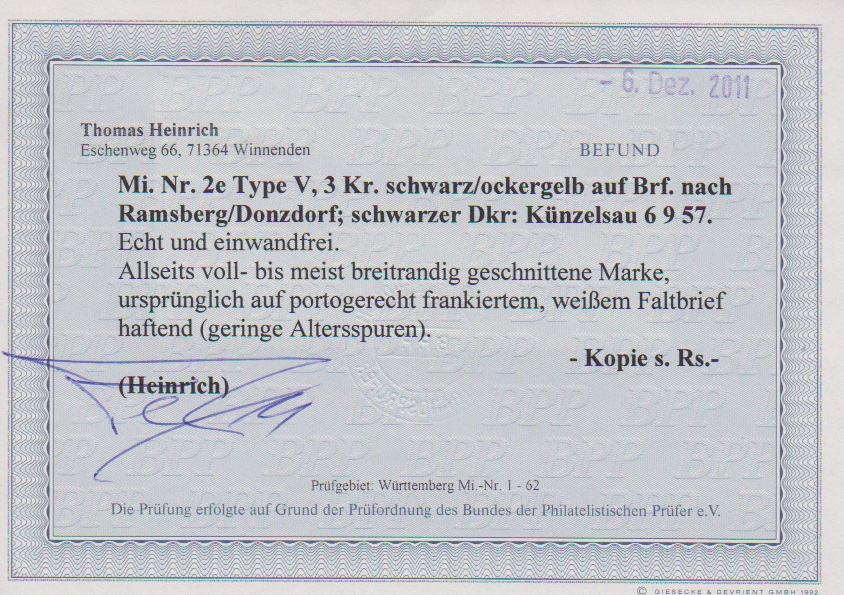 - 6. Dez. 2011
Thomas Heinrich
Eschenweg 66, 71364 Winnenden
BEFUND
Mi. Nr. 2e Type V, 3 Kr. schwarz/ockergelb auf Brf. nach
Ramsberg/Donzdorf; schwarzer Dkr: Künzelsau 6 9 57.
Echt und einwandfrei.
Allseits voll- bis meist breitrandig geschnittene Marke,
ursprünglich auf portogerecht frankiertem, weißem Faltbrief
haftend (geringe Altersspuren).
- Kopie s. Rs.-
(Heinrich)
Prüfgebiet: Württemberg Mi.-Nr. 1 - 62
Die Prüfung erfolgte auf Grund der Prüfordnung des Bundes der Philatelistischen Prüfer e.V.
© GIESECKE & DEVRIENT GMBH 1992